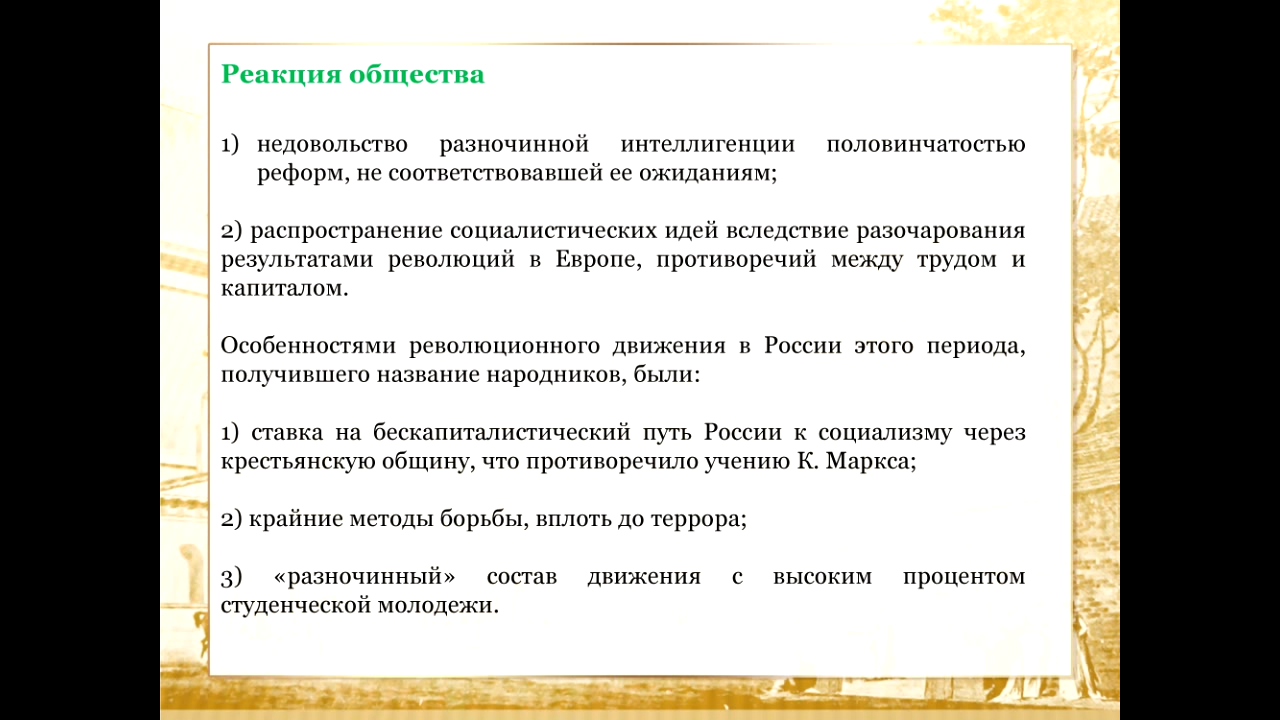 Реакция общества
1) недовольство разночинной интеллигенции половинчатостью
реформ, не соответствовавшей ее ожиданиям;
2) распространение социалистических идей вследствие разочарования
результатами революций в Европе, противоречий между трудом и
капиталом.
Особенностями революционного движения в России этого периода,
получившего название народников, были:
1) ставка на бескапиталистический путь России к социализму через
крестьянскую общину, что противоречило учению К. Маркса;
2) крайние методы борьбы, вплоть до террора;
3) «разночинный» состав движения с высоким процентом
студенческой молодежи.